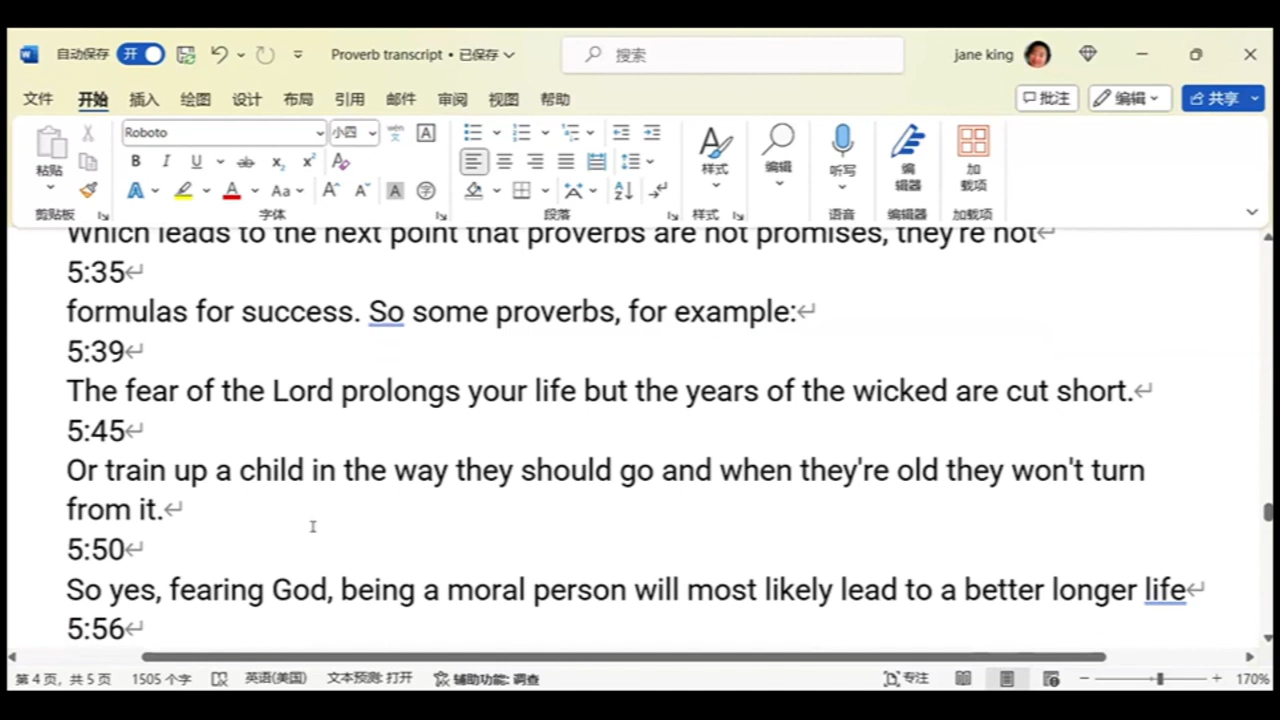 自动保存 开 Proverb transcript • 已保存 搜索 jane king
文件 开始 插入 绘图 设计 布局 引用 邮件 审阅 视图 帮助 批注 编辑 共享
粘贴 Roboto 小四 wén 文 A 样式 编辑 听写 编辑器 加载项
B I U ab x₂ x² A
A A Aa A A A 字 A Z
剪贴板 字体 段落 样式 语音 编辑器 加载项
Which leads to the next point that proverbs are not promises, they're not↵
5:35↵
formulas for success. So some proverbs, for example:↵
5:39↵
The fear of the Lord prolongs your life but the years of the wicked are cut short.↵
5:45↵
Or train up a child in the way they should go and when they're old they won't turn
from it.↵
5:50↵
So yes, fearing God, being a moral person will most likely lead to a better longer life↵
5:56↵
第 4 页，共 5 页 1505 个字 英语(美国) 文本预测: 打开 辅助功能: 调查 专注 170%